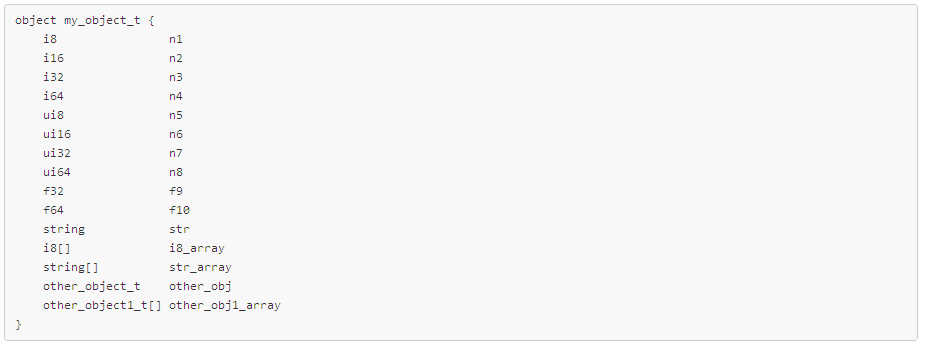 object my_object_t {
    i8                n1
    i16               n2
    i32               n3
    i64               n4
    ui8               n5
    ui16              n6
    ui32              n7
    ui64              n8
    f32               f9
    f64               f10
    string            str
    i8[]              i8_array
    string[]          str_array
    other_object_t    other_obj
    other_object1_t[] other_obj1_array
}